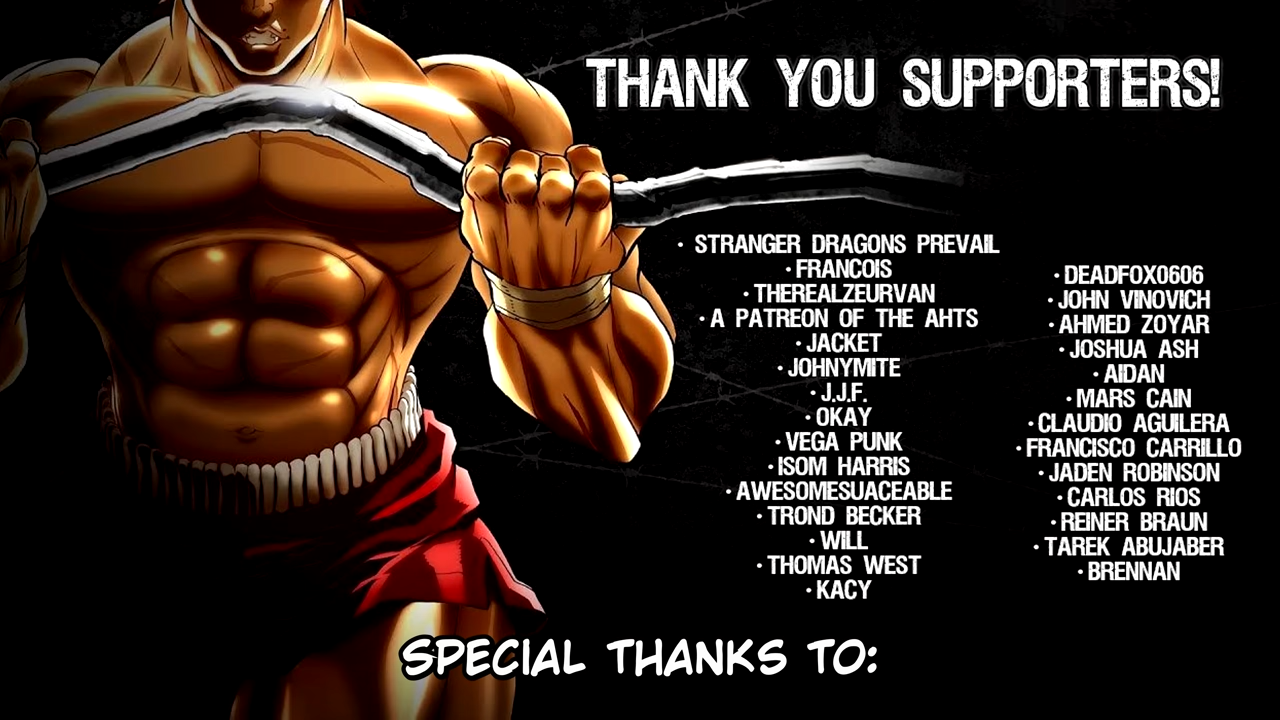 THANK YOU SUPPORTERS!
• STRANGER DRAGONS PREVAIL
• FRANCOIS
• THEREALZEURVAN
• A PATREON OF THE AHTS
• JACKET
• JOHNYMITE
• J.J.F.
• OKAY
• VEGA PUNK
• ISOM HARRIS
• AWESOMESUACEABLE
• TROND BECKER
• WILL
• THOMAS WEST
• KACY
• DEADFOX0606
• JOHN VINOVICH
• AHMED ZOYAR
• JOSHUA ASH
• AIDAN
• MARS CAIN
• CLAUDIO AGUILERA
• FRANCISCO CARRILLO
• JADEN ROBINSON
• CARLOS RIOS
• REINER BRAUN
• TAREK ABUJABER
• BRENNAN
SPECIAL THANKS TO: